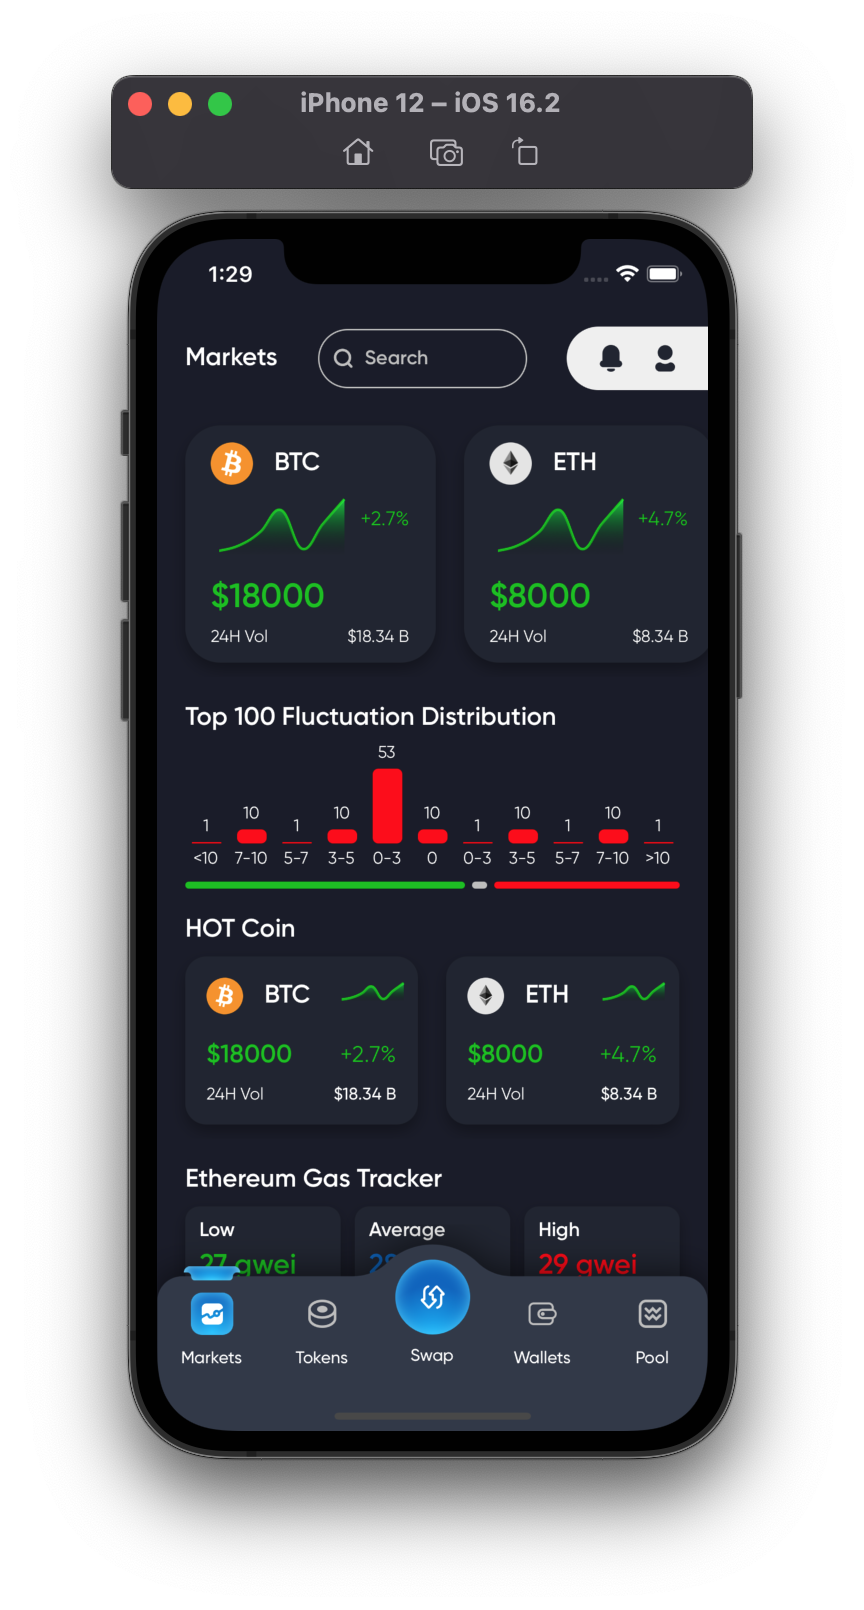 iPhone 12 – iOS 16.2
1:29
Markets
Search
BTC
+2.7%
$18000
24H Vol $18.34 B
ETH
+4.7%
$8000
24H Vol $8.34 B
Top 100 Fluctuation Distribution
1 10 1 10 53 10 1 10 1 10 1
<10 7-10 5-7 3-5 0-3 0 0-3 3-5 5-7 7-10 >10
HOT Coin
BTC
$18000 +2.7%
24H Vol $18.34 B
ETH
$8000 +4.7%
24H Vol $8.34 B
Ethereum Gas Tracker
Low Average High
27 gwei 29 gwei
Markets Tokens Swap Wallets Pool